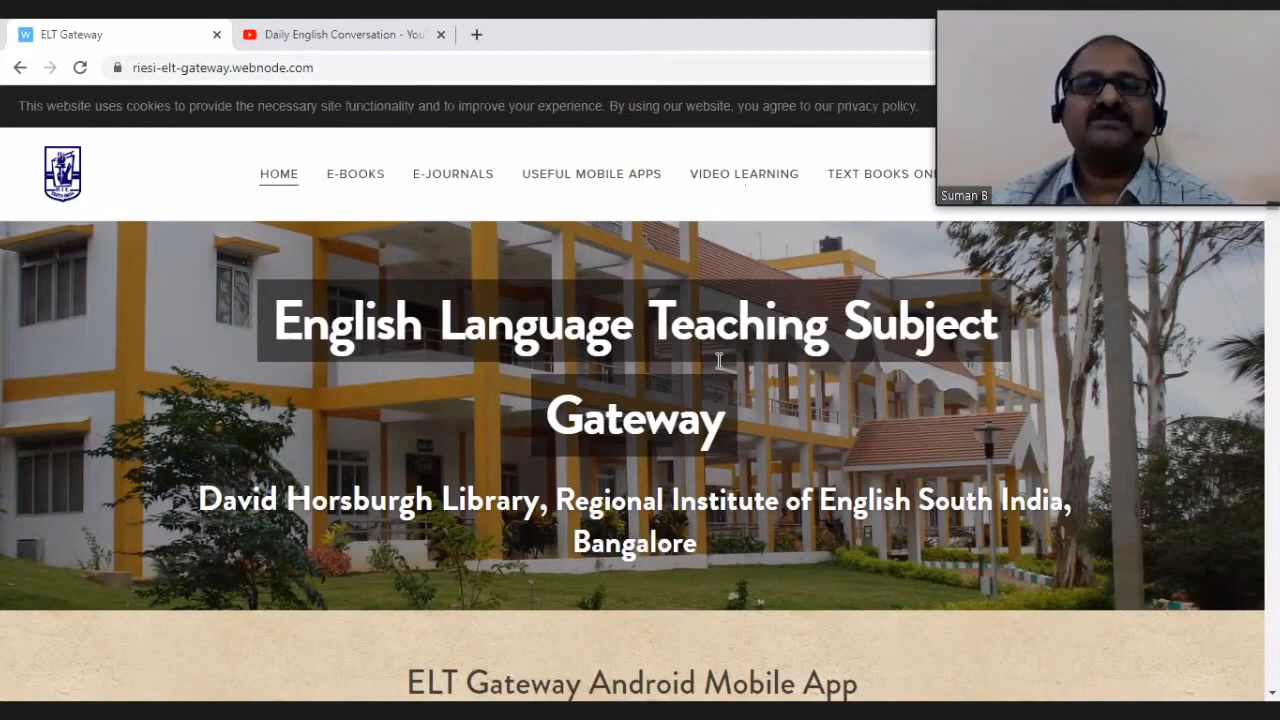 ELT Gateway
Daily English Conversation - You
riesi-elt-gateway.webnode.com
This website uses cookies to provide the necessary site functionality and to improve your experience. By using our website, you agree to our privacy policy.
HOME E-BOOKS E-JOURNALS USEFUL MOBILE APPS VIDEO LEARNING TEXT BOOKS
Suman B
English Language Teaching Subject
Gateway
David Horsburgh Library, Regional Institute of English South India,
Bangalore
ELT Gateway Android Mobile App